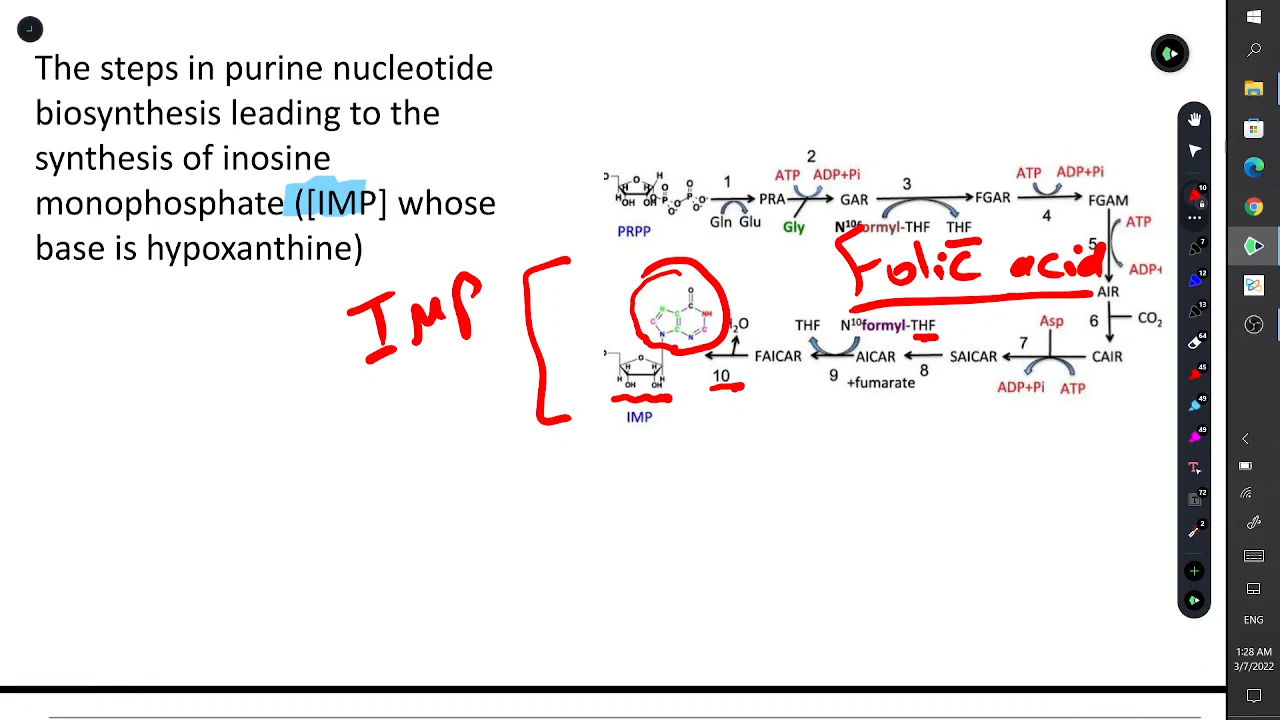 The steps in purine nucleotide
biosynthesis leading to the
synthesis of inosine
monophosphate ([IMP] whose
base is hypoxanthine)
IMP
PRPP
1
Gln Glu
PRA
2
ATP ADP+Pi
Gly
GAR
3
THF
FGAR
ATP ADP+Pi
4
FGAM
5
ATP
ADP+
Folic acid
AIR
6
CO2
CAIR
7
Asp
ADP+Pi ATP
SAICAR
8
AICAR
+fumarate
THF N10formyl-THF
9
FAICAR
10
IMP
ENG
1:28 AM
3/7/2022